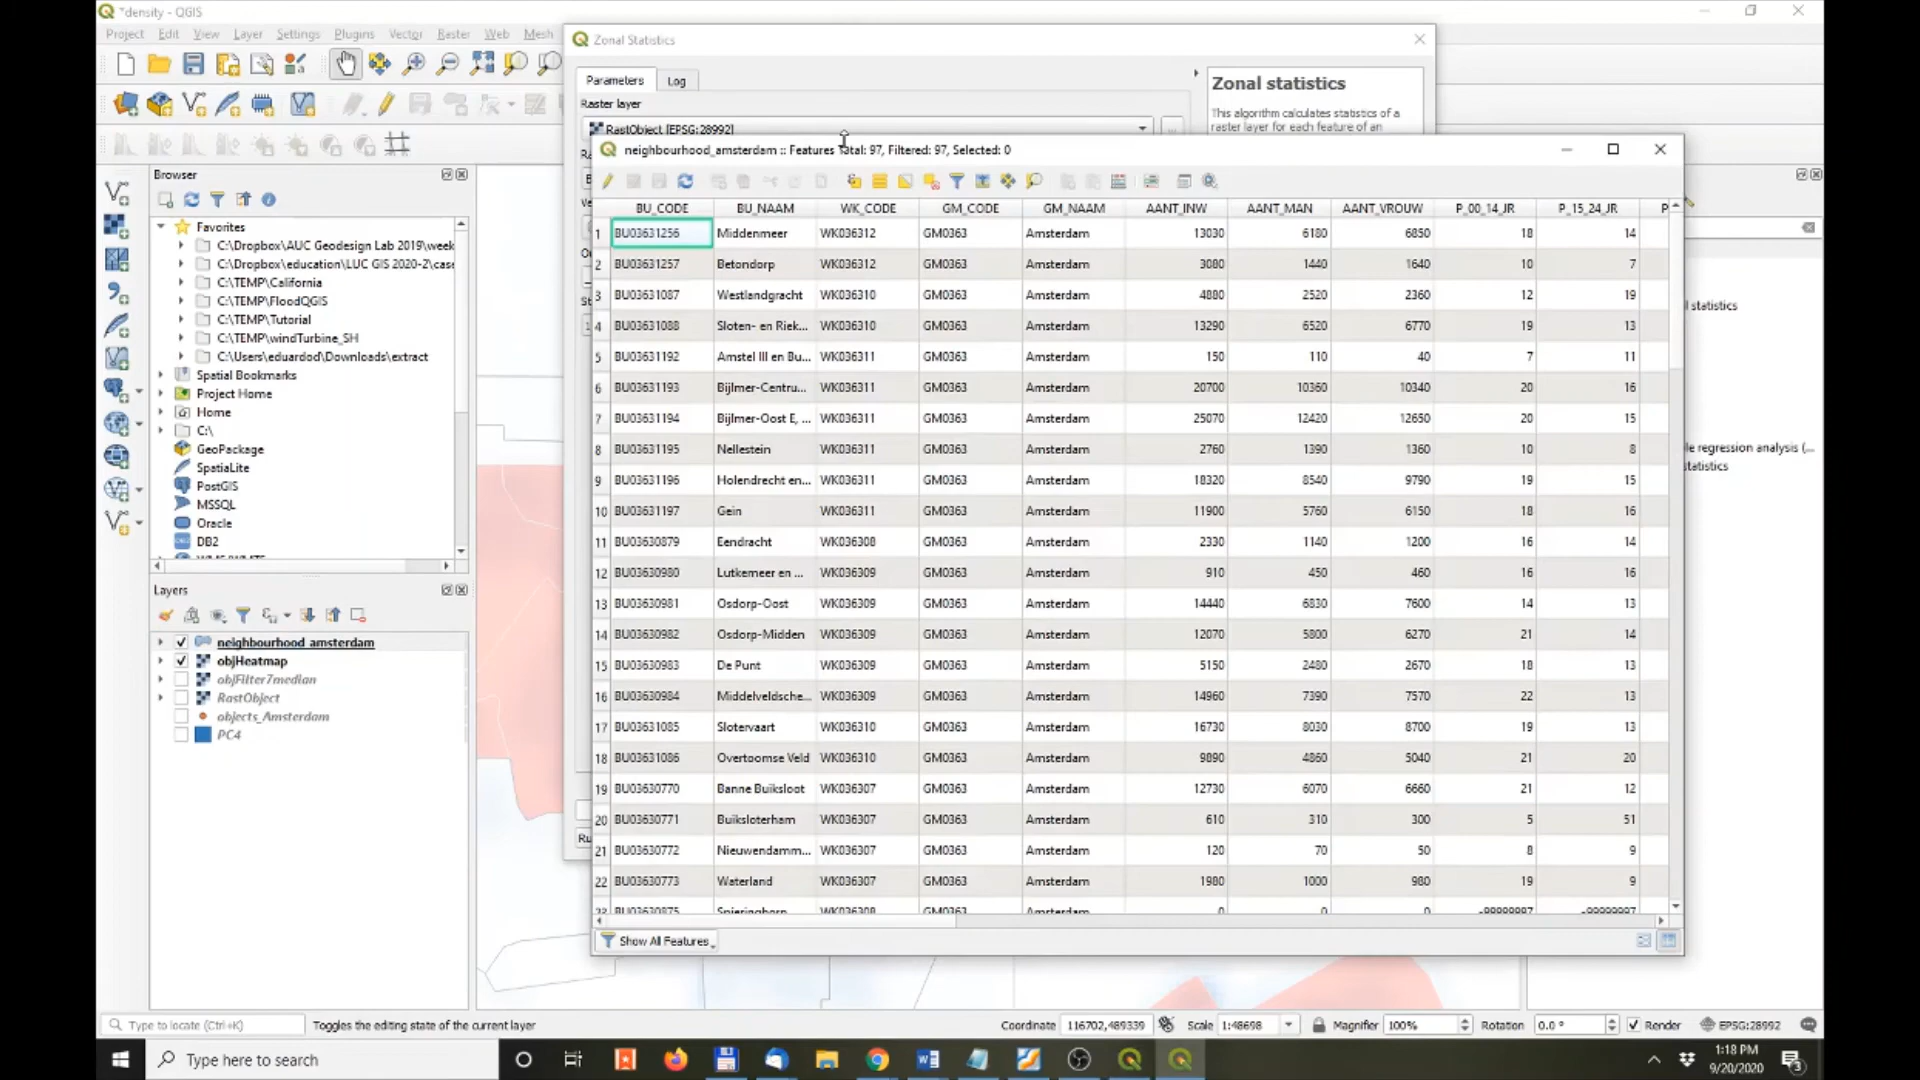 *density - QGIS
Project Edit View Layer Settings Plugins Vector Raster Web Mesh
Zonal Statistics
Parameters Log
Raster layer
RastObject [EPSG:28992]
Zonal statistics
This algorithm calculates statistics of a
raster layer for each feature of an
neighbourhood_amsterdam :: Features Total: 97, Filtered: 97, Selected: 0
BU_CODE BU_NAAM WK_CODE GM_CODE GM_NAAM AANT_INW AANT_MAN AANT_VROUW P_00_14_JR P_15_24_JR P
1 BU03631256 Middenmeer WK036312 GM0363 Amsterdam 13030 6180 6850 18 14
2 BU03631257 Betondorp WK036312 GM0363 Amsterdam 3080 1440 1640 10 7
3 BU03631087 Westlandgracht WK036310 GM0363 Amsterdam 4880 2520 2360 12 19
4 BU03631088 Sloten- en Riek... WK036310 GM0363 Amsterdam 13290 6520 6770 19 13
5 BU03631192 Amstel III en Bu... WK036311 GM0363 Amsterdam 150 110 40 7 11
6 BU03631193 Bijlmer-Centru... WK036311 GM0363 Amsterdam 20700 10360 10340 20 16
7 BU03631194 Bijlmer-Oost E, ... WK036311 GM0363 Amsterdam 25070 12420 12650 20 15
8 BU03631195 Nellestein WK036311 GM0363 Amsterdam 2760 1390 1360 10 8
9 BU03631196 Holendrecht en... WK036311 GM0363 Amsterdam 18320 8540 9790 19 15
10 BU03631197 Gein WK036311 GM0363 Amsterdam 11900 5760 6150 18 16
11 BU03630879 Eendracht WK036308 GM0363 Amsterdam 2330 1140 1200 16 14
12 BU03630980 Lutkemeer en ... WK036309 GM0363 Amsterdam 910 450 460 16 16
13 BU03630981 Osdorp-Oost WK036309 GM0363 Amsterdam 14440 6830 7600 14 13
14 BU03630982 Osdorp-Midden WK036309 GM0363 Amsterdam 12070 5800 6270 21 14
15 BU03630983 De Punt WK036309 GM0363 Amsterdam 5150 2480 2670 18 13
16 BU03630984 Middelveldsche... WK036309 GM0363 Amsterdam 14960 7390 7570 22 13
17 BU03631085 Slotervaart WK036310 GM0363 Amsterdam 16730 8030 8700 19 13
18 BU03631086 Overtoomse Veld WK036310 GM0363 Amsterdam 9890 4860 5040 21 20
19 BU03630770 Banne Buiksloot WK036307 GM0363 Amsterdam 12730 6070 6660 21 12
20 BU03630771 Buiksloterham WK036307 GM0363 Amsterdam 610 310 300 5 51
21 BU03630772 Nieuwendamm... WK036307 GM0363 Amsterdam 120 70 50 8 9
22 BU03630773 Waterland WK036307 GM0363 Amsterdam 1980 1000 980 19 9
23 BU03630875 Spieringhorn WK036308 GM0363 Amsterdam 0 0 0 -99999997 -99999997
Show All Features
Browser
Favorites
C:\Dropbox\AUC Geodesign Lab 2019\week
C:\Dropbox\education\LUC GIS 2020-2\case
C:\TEMP\California
C:\TEMP\FloodQGIS
C:\TEMP\Tutorial
C:\TEMP\windTurbine_SH
C:\Users\eduardod\Downloads\extract
Spatial Bookmarks
Project Home
Home
C:\
GeoPackage
SpatiaLite
PostGIS
MSSQL
Oracle
DB2
Layers
neighbourhood_amsterdam
objHeatmap
objFilter7median
RastObject
objects_Amsterdam
PC4
l statistics
le regression analysis (...
statistics
Type to locate (Ctrl+K) Toggles the editing state of the current layer Coordinate 116702,489339 Scale 1:48698 Magnifier 100% Rotation 0.0 ° Render EPSG:28992
Type here to search
1:18 PM
9/20/2020
3